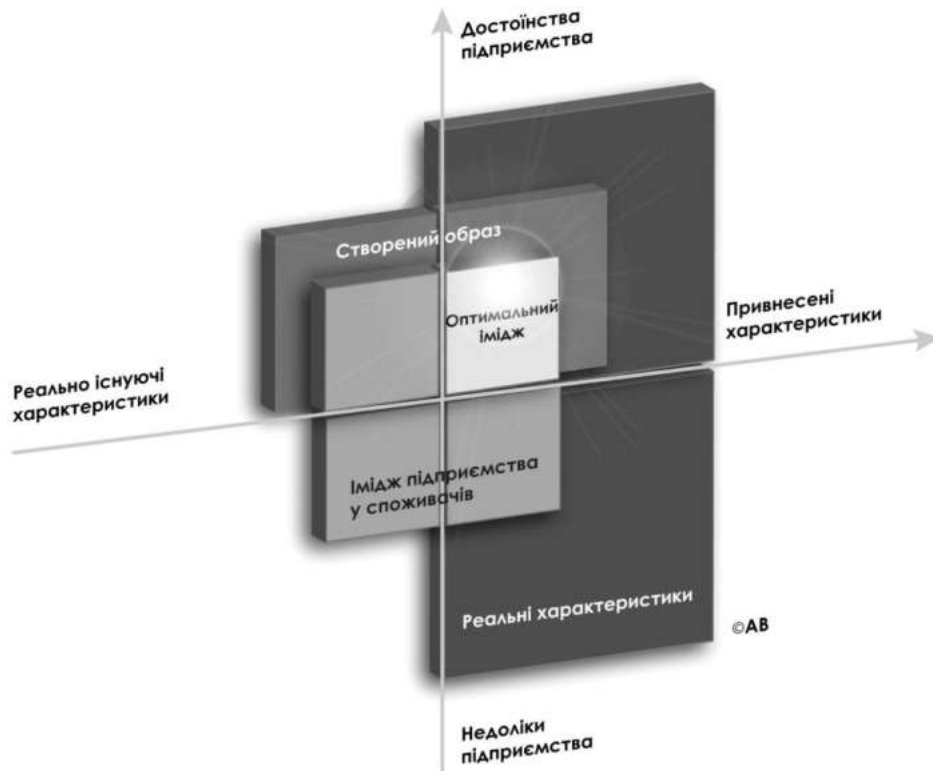 Достоїнства
підприємства
Створений образ
Оптимальний
імідж
Привнесені
характеристики
Реально існуючі
характеристики
Імідж підприємства
у споживачів
Реальні характеристики
©АВ
Недоліки
підприємства